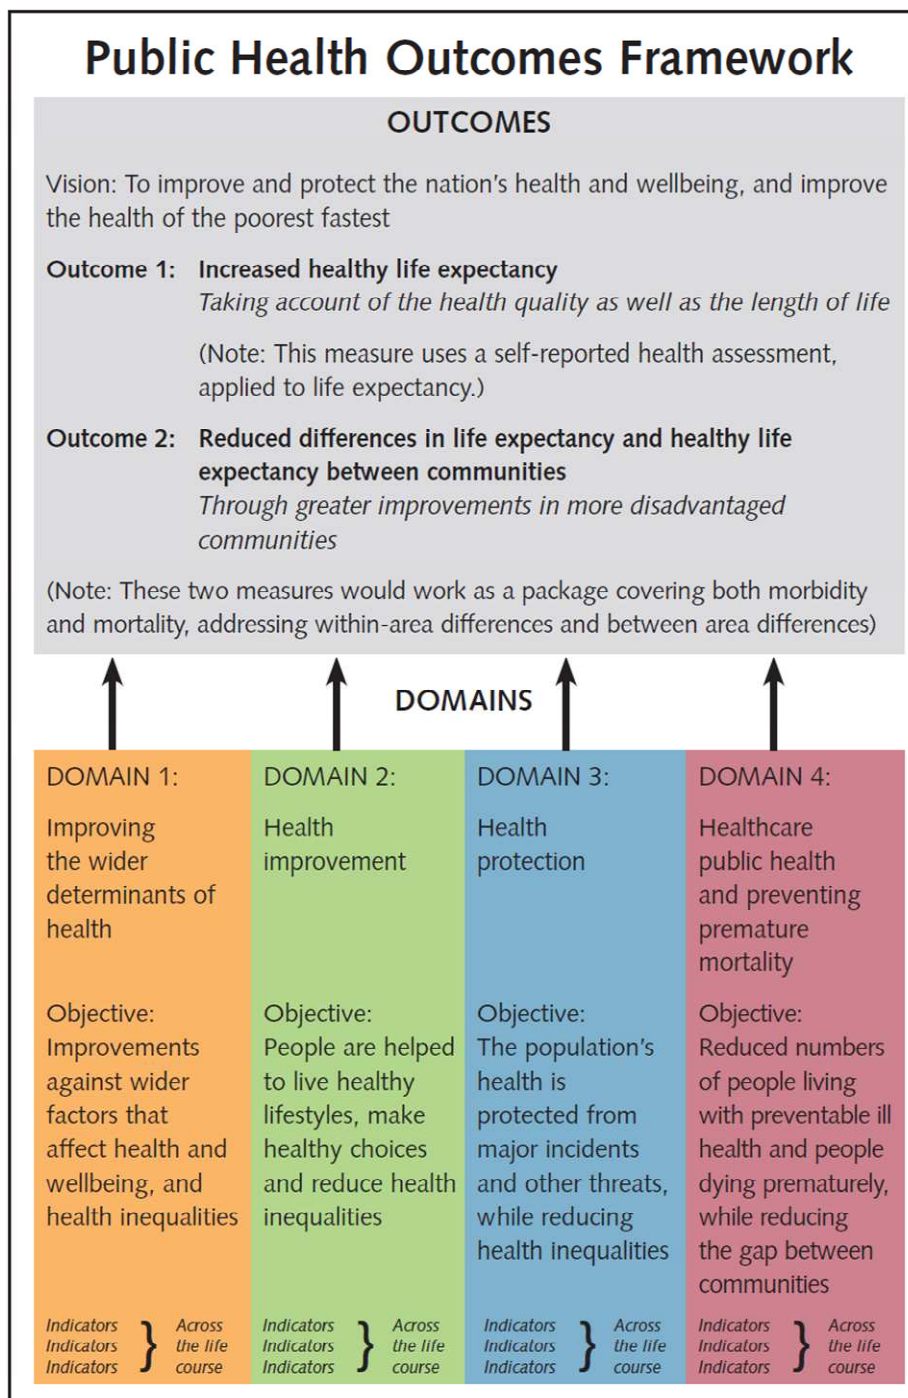 Public Health Outcomes Framework
OUTCOMES
Vision: To improve and protect the nation’s health and wellbeing, and improve
the health of the poorest fastest
Outcome 1: Increased healthy life expectancy
Taking account of the health quality as well as the length of life
(Note: This measure uses a self-reported health assessment,
applied to life expectancy.)
Outcome 2: Reduced differences in life expectancy and healthy life
expectancy between communities
Through greater improvements in more disadvantaged
communities
(Note: These two measures would work as a package covering both morbidity
and mortality, addressing within-area differences and between area differences)
DOMAINS
DOMAIN 1:
Improving
the wider
determinants of
health
Objective:
Improvements
against wider
factors that
affect health and
wellbeing, and
health inequalities
Indicators
Indicators
Indicators
} Across
the life
course
DOMAIN 2:
Health
improvement
Objective:
People are helped
to live healthy
lifestyles, make
healthy choices
and reduce health
inequalities
Indicators
Indicators
Indicators
} Across
the life
course
DOMAIN 3:
Health
protection
Objective:
The population’s
health is
protected from
major incidents
and other threats,
while reducing
health inequalities
Indicators
Indicators
Indicators
} Across
the life
course
DOMAIN 4:
Healthcare
public health
and preventing
premature
mortality
Objective:
Reduced numbers
of people living
with preventable ill
health and people
dying prematurely,
while reducing
the gap between
communities
Indicators
Indicators
Indicators
} Across
the life
course